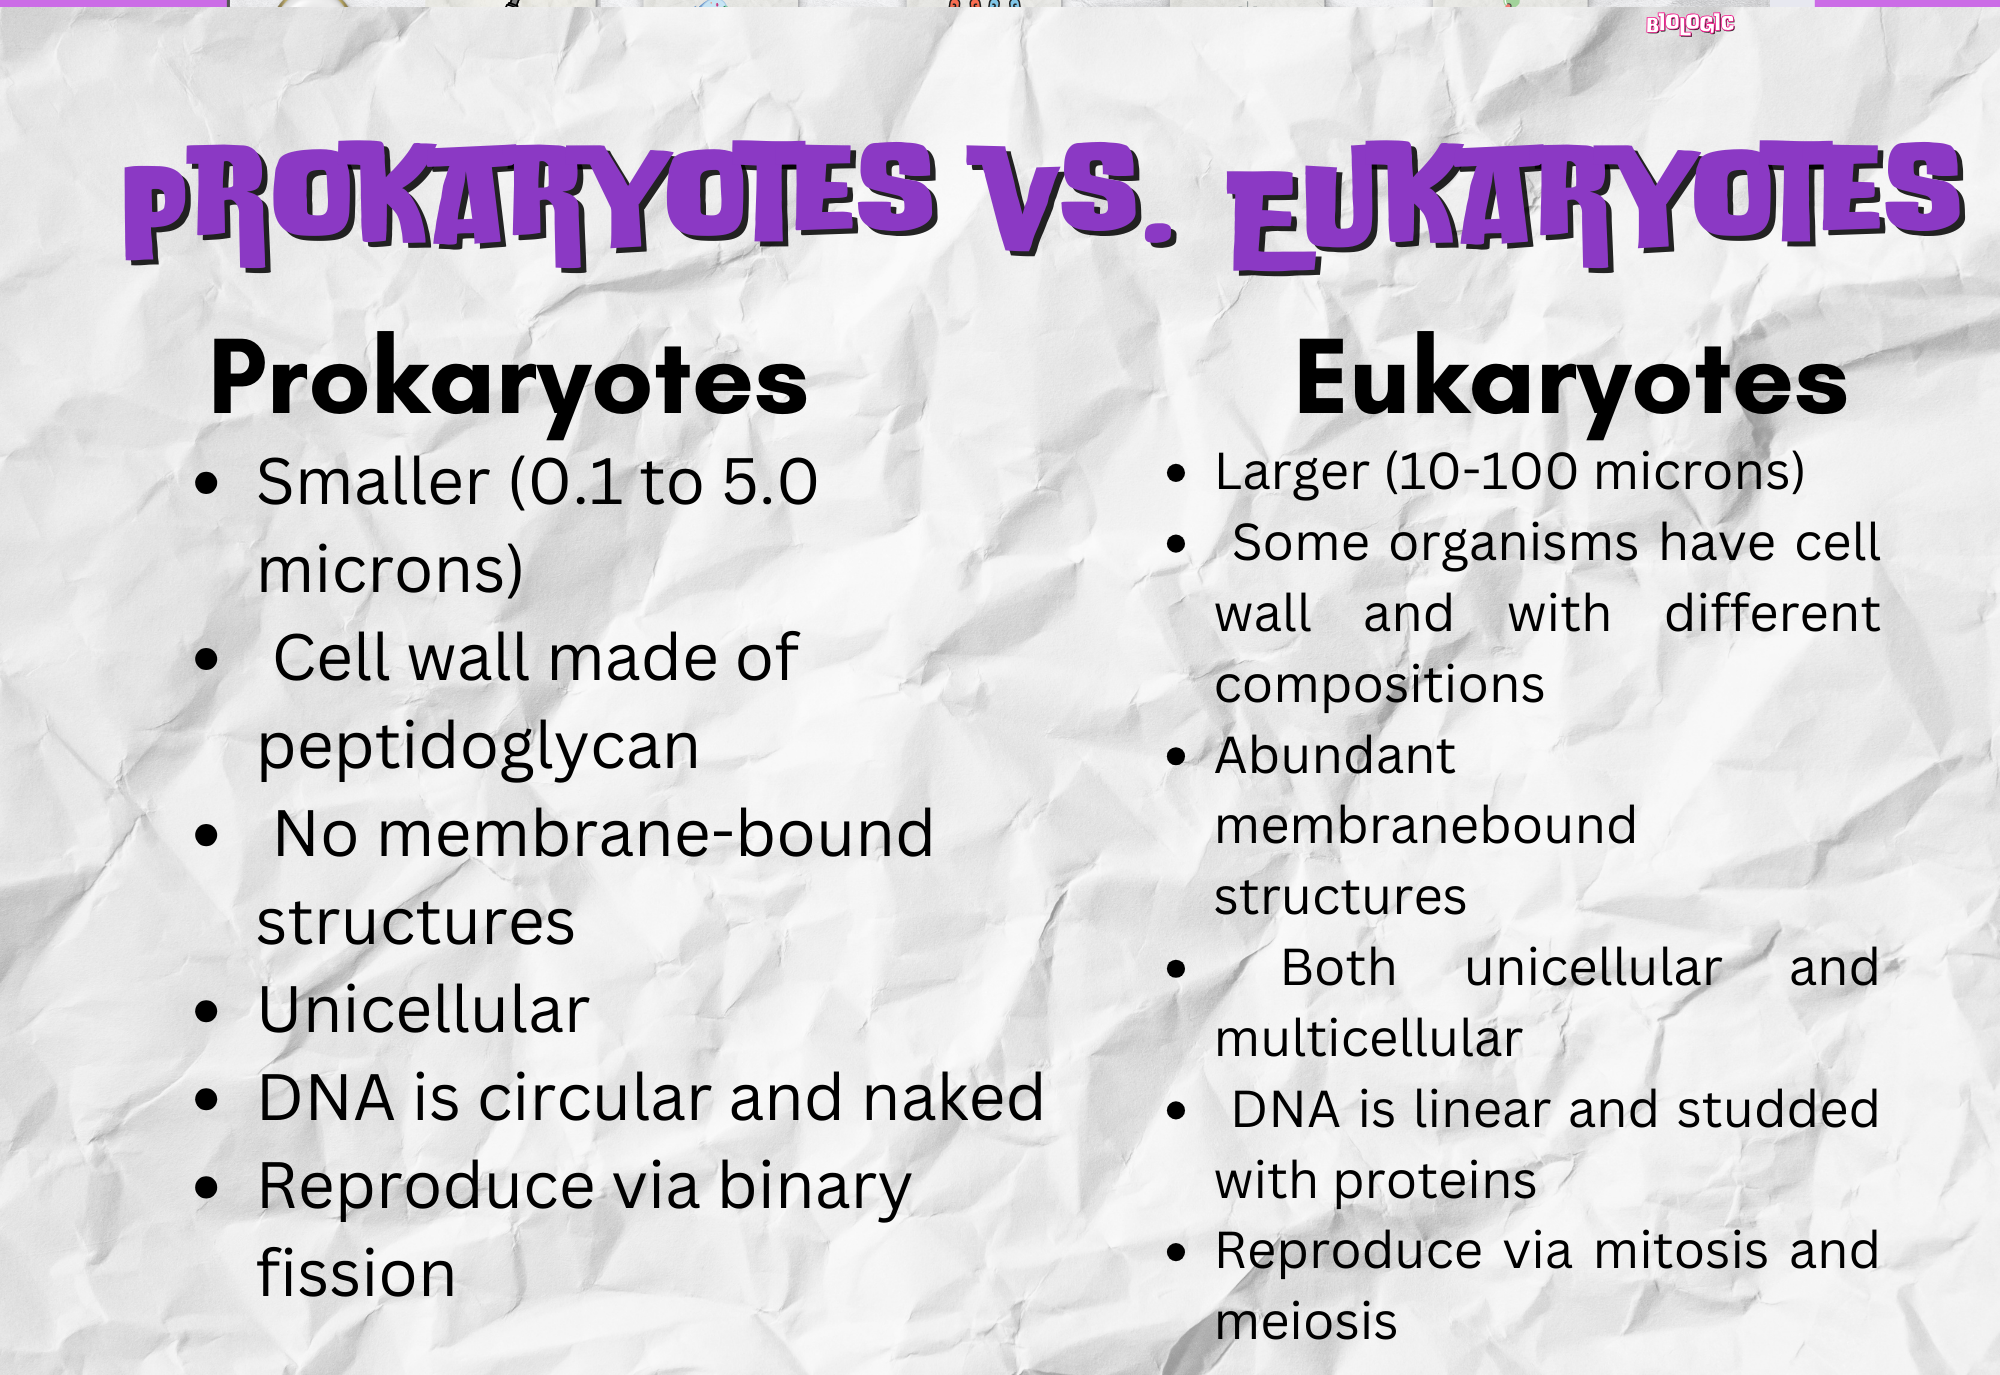 BIOLOGIC
PROKARYOTES VS. EUKARYOTES
Prokaryotes
Smaller (0.1 to 5.0
microns)
Cell wall made of
peptidoglycan
No membrane-bound
structures
Unicellular
DNA is circular and naked
Reproduce via binary
fission
Eukaryotes
Larger (10-100 microns)
Some organisms have cell
wall and with different
compositions
Abundant
membranebound
structures
Both unicellular and
multicellular
DNA is linear and studded
with proteins
Reproduce via mitosis and
meiosis